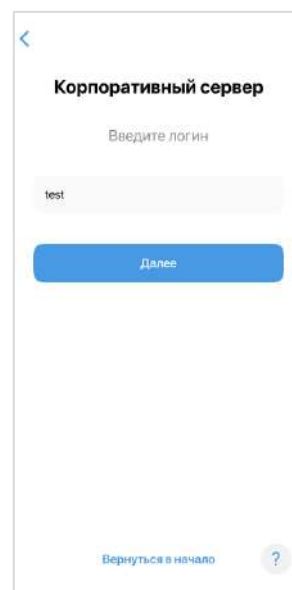 Корпоративный сервер
Введите логин
test
Далее
Вернуться в начало
?